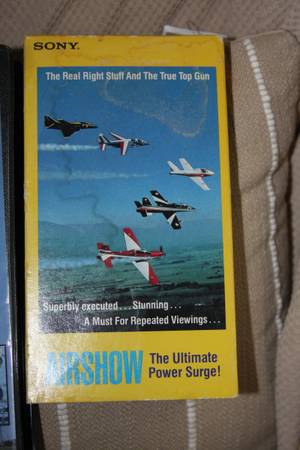 SONY.
The Real Right Stuff And The True Top Gun
Superbly executed...Stunning...
A Must For Repeated Viewings...
AIRSHOW The Ultimate
Power Surge!